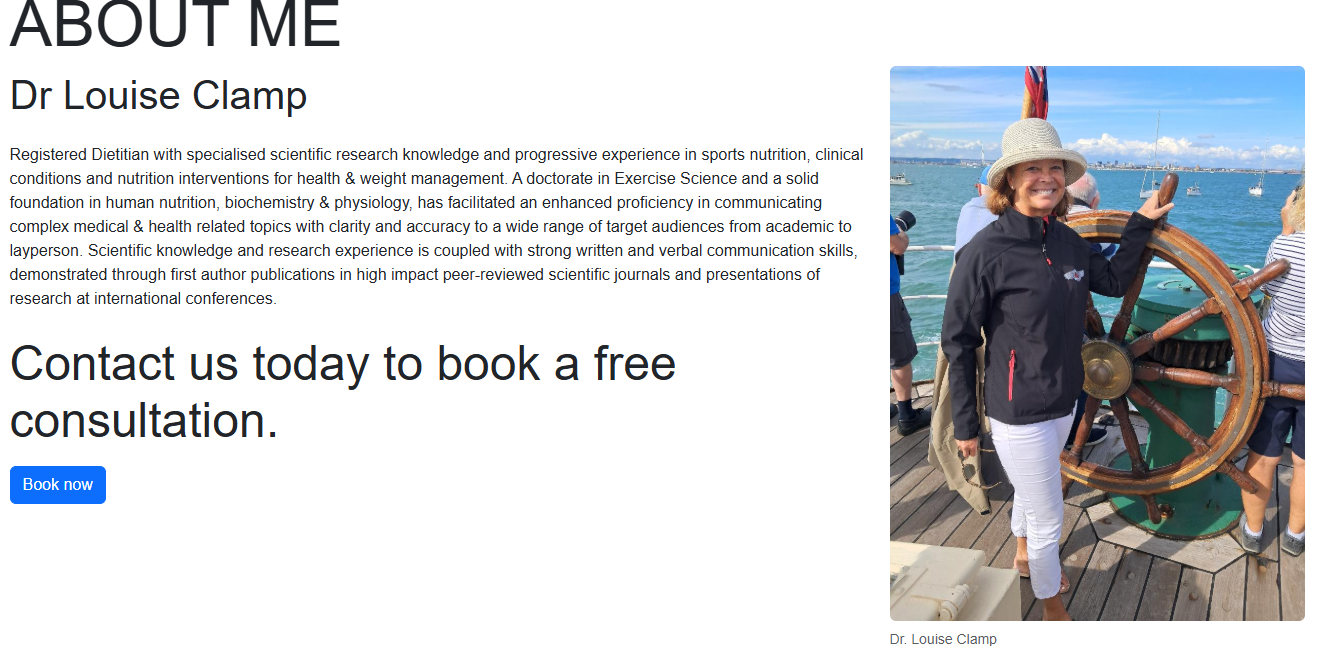 ABOUT ME
Dr Louise Clamp
Registered Dietitian with specialised scientific research knowledge and progressive experience in sports nutrition, clinical
conditions and nutrition interventions for health & weight management. A doctorate in Exercise Science and a solid
foundation in human nutrition, biochemistry & physiology, has facilitated an enhanced proficiency in communicating
complex medical & health related topics with clarity and accuracy to a wide range of target audiences from academic to
layperson. Scientific knowledge and research experience is coupled with strong written and verbal communication skills,
demonstrated through first author publications in high impact peer-reviewed scientific journals and presentations of
research at international conferences.
Contact us today to book a free
consultation.
Book now
Dr. Louise Clamp